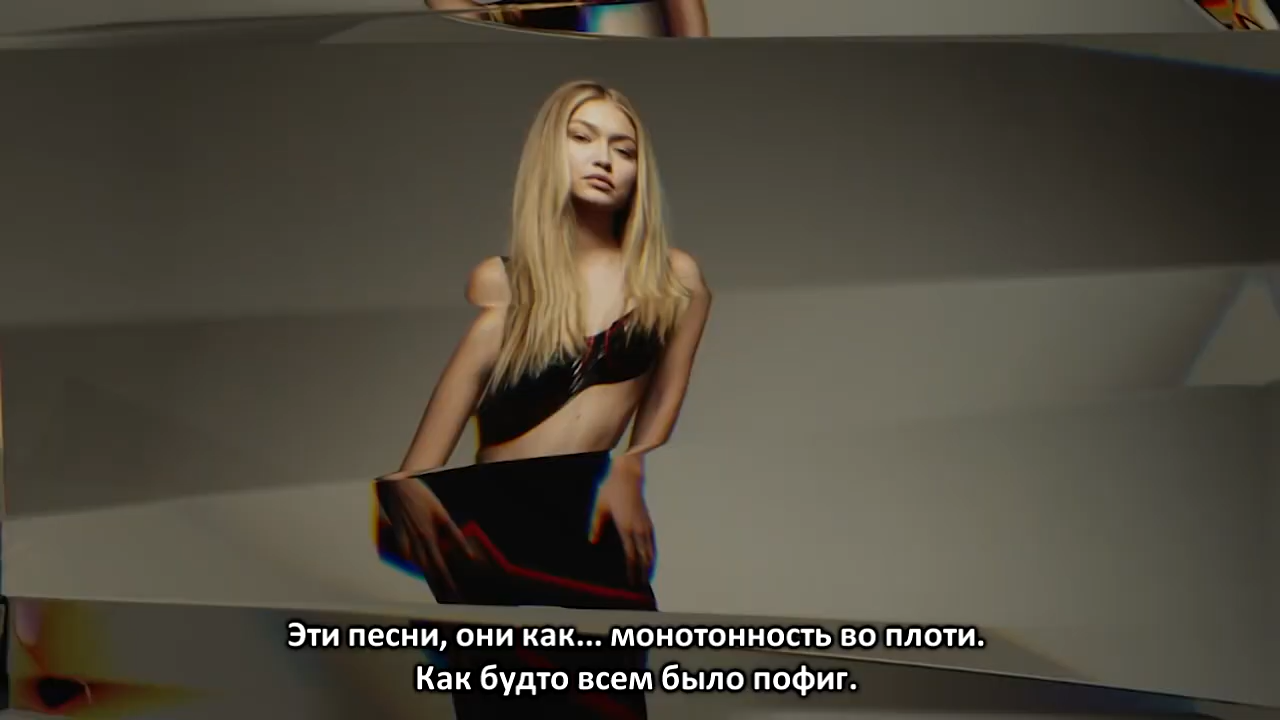 Эти песни, они как... монотонность во плоти.
Как будто всем было пофиг.